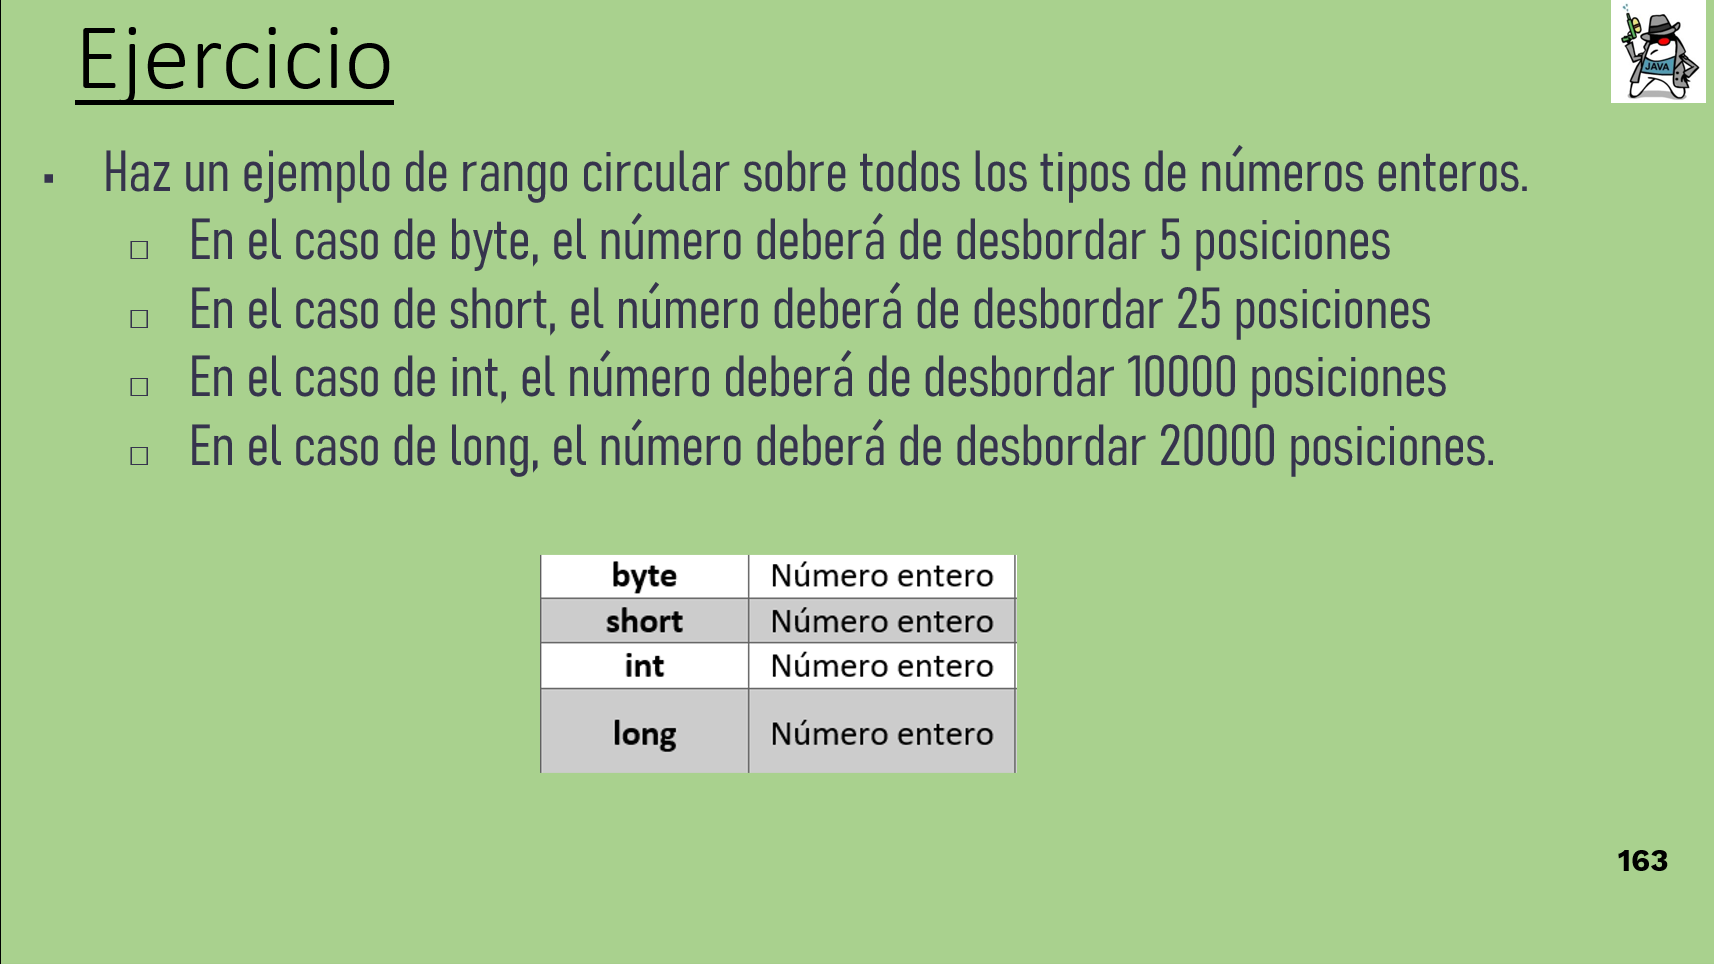 Ejercicio
JAVA
▪ Haz un ejemplo de rango circular sobre todos los tipos de números enteros.
□ En el caso de byte, el número deberá de desbordar 5 posiciones
□ En el caso de short, el número deberá de desbordar 25 posiciones
□ En el caso de int, el número deberá de desbordar 10000 posiciones
□ En el caso de long, el número deberá de desbordar 20000 posiciones.
byte Número entero
short Número entero
int Número entero
long Número entero
163